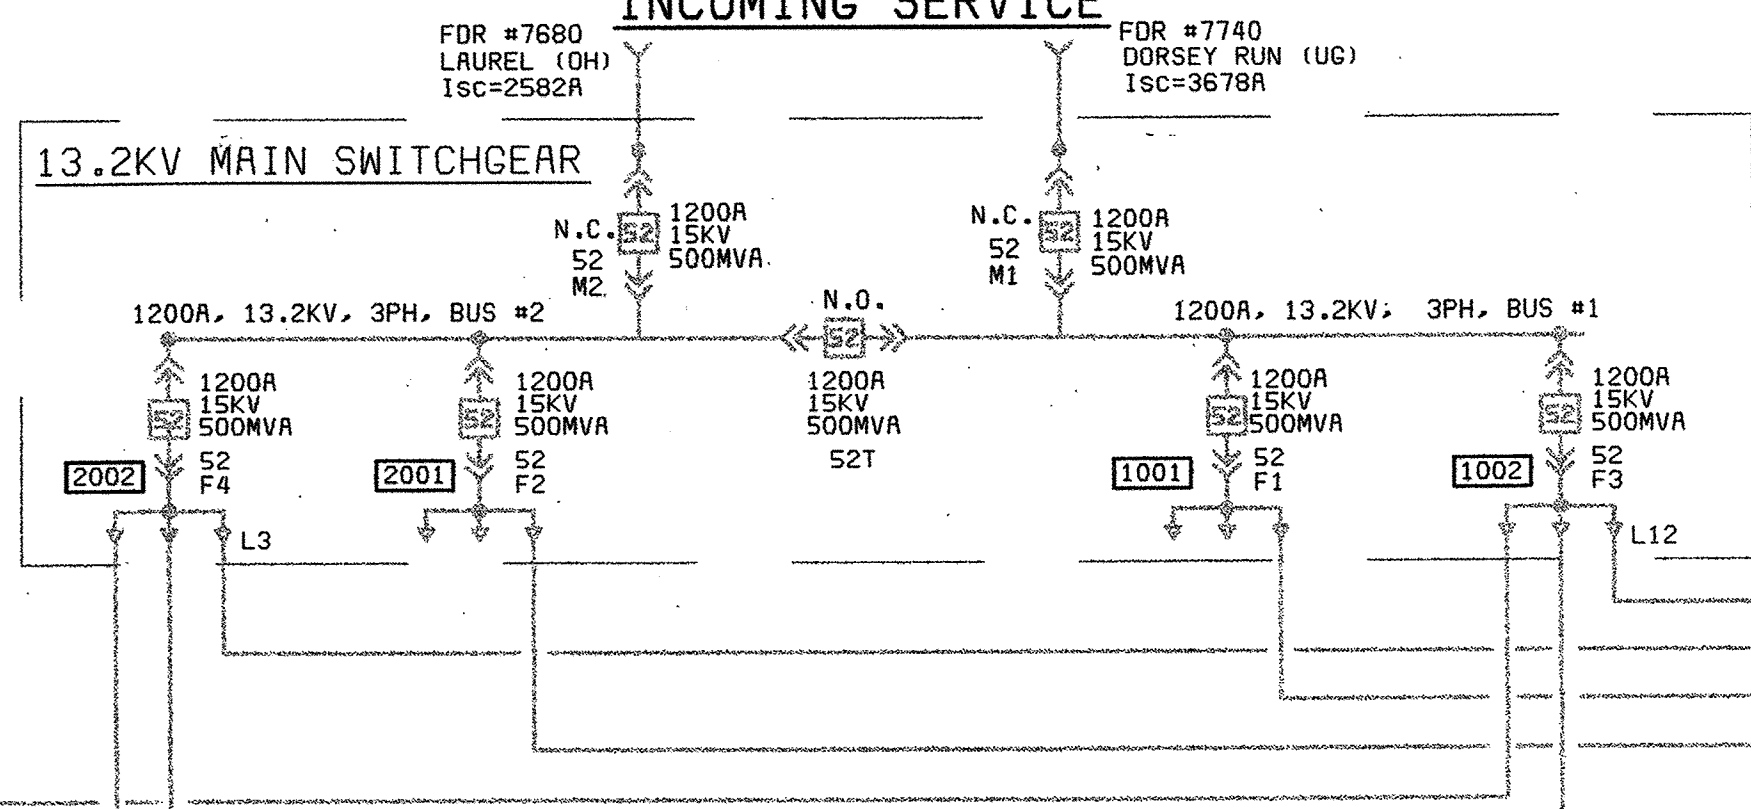 INCOMING SERVICE
FDR #7680
LAUREL (OH)
Isc=2582A
FDR #7740
DORSEY RUN (UG)
Isc=3678A
13.2KV MAIN SWITCHGEAR
N.C.
52
M2
52
1200A
15KV
500MVA
N.C.
52
M1
52
1200A
15KV
500MVA
1200A, 13.2KV, 3PH, BUS #2
N.O.
52
1200A
15KV
500MVA
52T
1200A, 13.2KV, 3PH, BUS #1
52
1200A
15KV
500MVA
2002
52
F4
L3
52
1200A
15KV
500MVA
2001
52
F2
52
1200A
15KV
500MVA
1001
52
F1
52
1200A
15KV
500MVA
1002
52
F3
L12